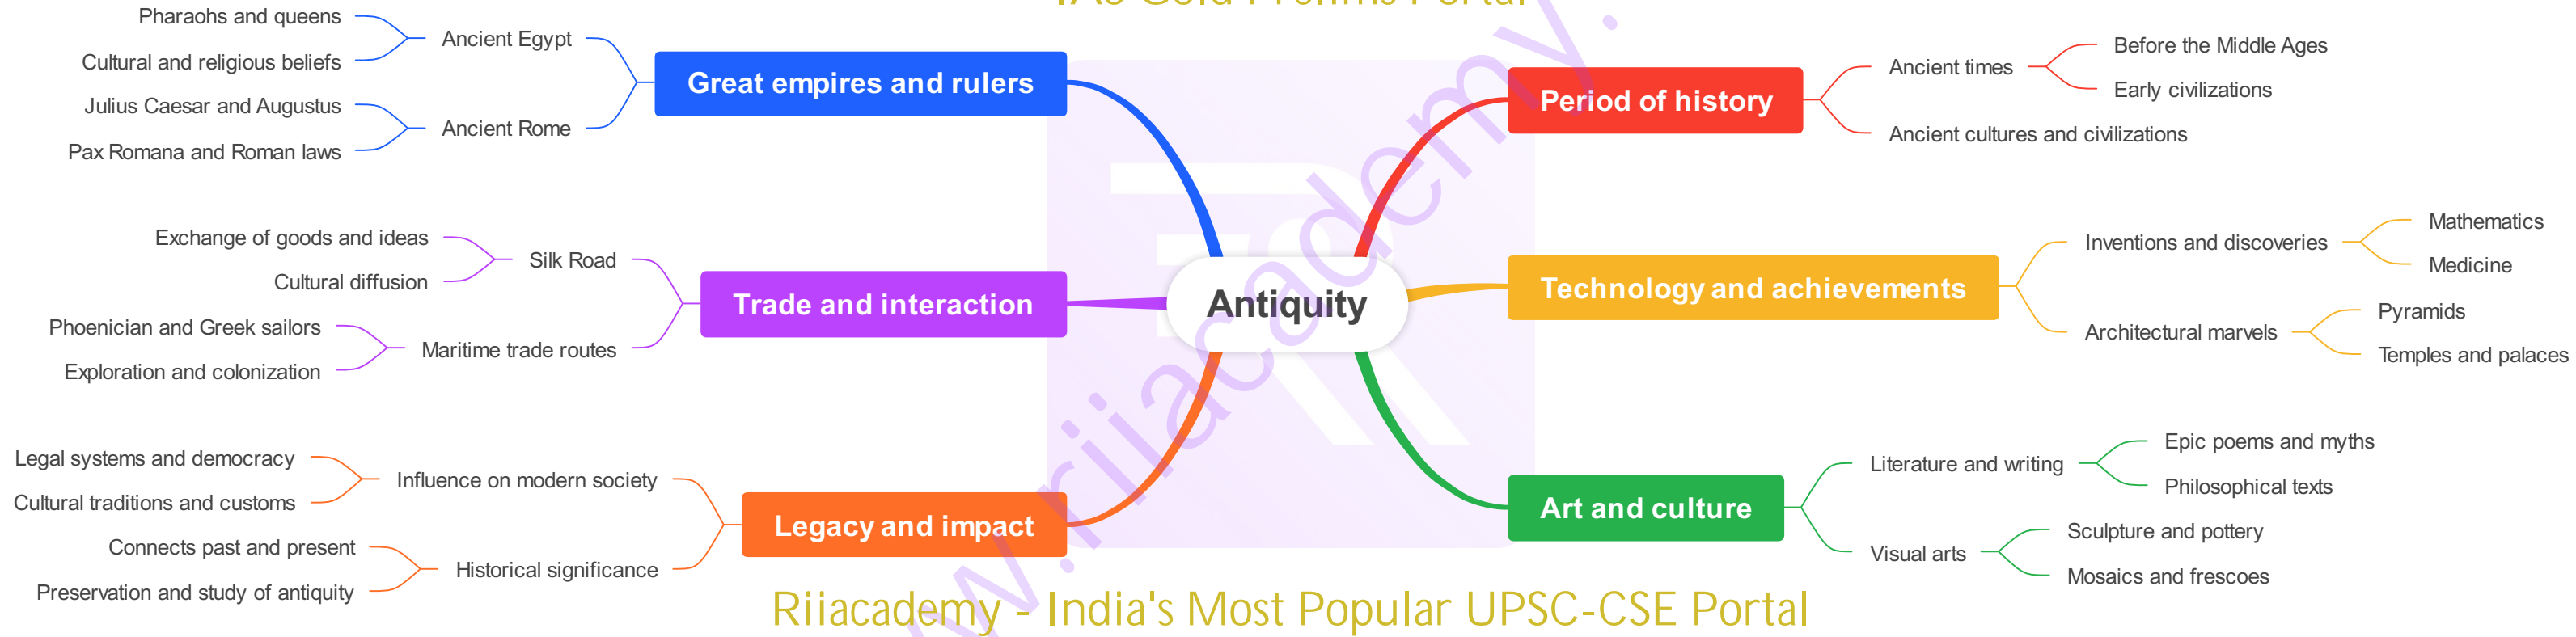 IAS Gold Prelims Portal
Pharaohs and queens
Cultural and religious beliefs
Ancient Egypt
Julius Caesar and Augustus
Pax Romana and Roman laws
Ancient Rome
Great empires and rulers
Exchange of goods and ideas
Cultural diffusion
Silk Road
Phoenician and Greek sailors
Exploration and colonization
Maritime trade routes
Trade and interaction
Legal systems and democracy
Cultural traditions and customs
Influence on modern society
Connects past and present
Preservation and study of antiquity
Historical significance
Legacy and impact
Antiquity
Period of history
Ancient times
Before the Middle Ages
Early civilizations
Ancient cultures and civilizations
Technology and achievements
Inventions and discoveries
Mathematics
Medicine
Architectural marvels
Pyramids
Temples and palaces
Art and culture
Literature and writing
Epic poems and myths
Philosophical texts
Visual arts
Sculpture and pottery
Mosaics and frescoes
w.riiacademy.
Riiacademy - India's Most Popular UPSC-CSE Portal